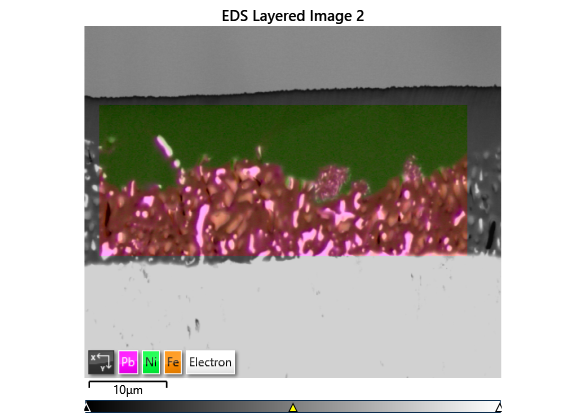 EDS Layered Image 2
x y
Pb Ni Fe Electron
10µm